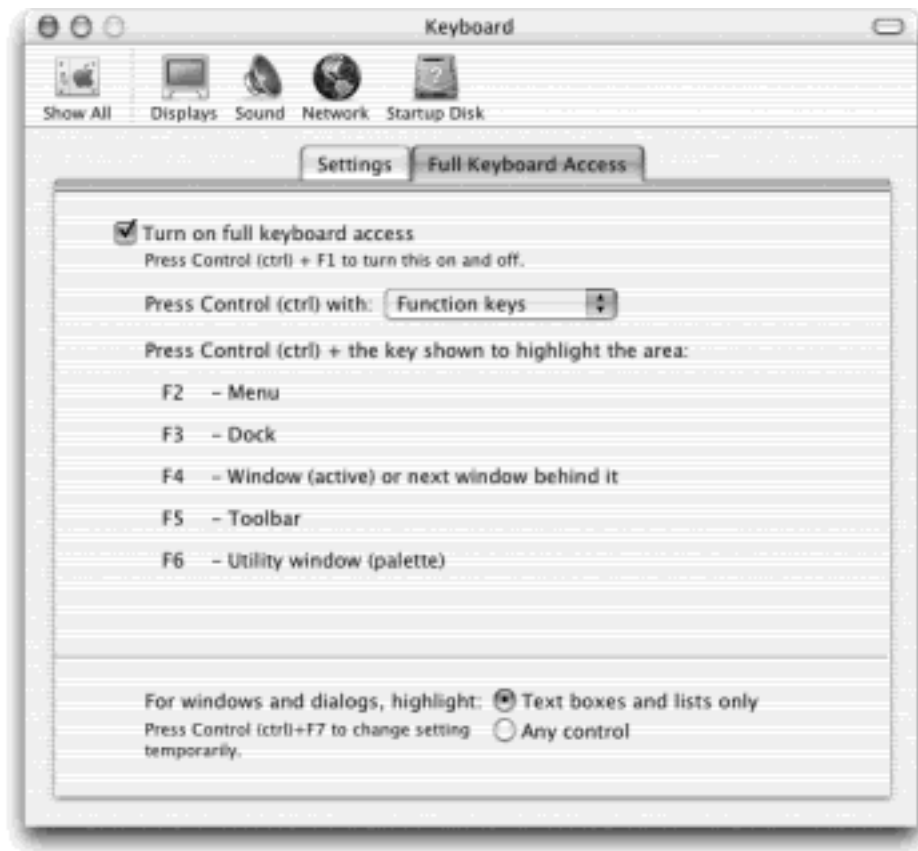 Keyboard
Show All Displays Sound Network Startup Disk
Settings Full Keyboard Access
Turn on full keyboard access
Press Control (ctrl) + F1 to turn this on and off.
Press Control (ctrl) with: Function keys
Press Control (ctrl) + the key shown to highlight the area:
F2 – Menu
F3 – Dock
F4 – Window (active) or next window behind it
F5 – Toolbar
F6 – Utility window (palette)
For windows and dialogs, highlight: Text boxes and lists only
Press Control (ctrl)+F7 to change setting Any control
temporarily.